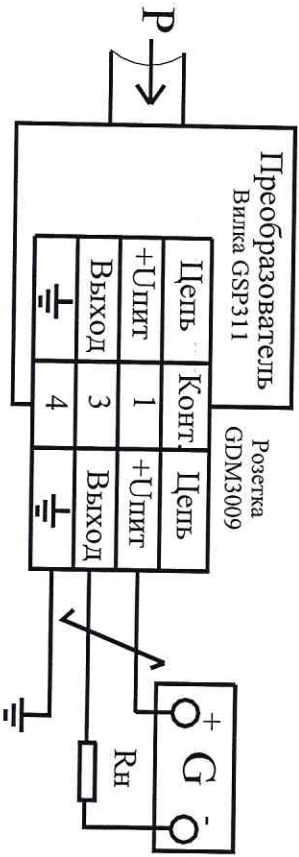 P
Преобразователь
Вилка GSP311
Розетка
GDM3009
Цепь Конт. Цепь
+Uпит 1 +Uпит
Выход 3 Выход
4
+ G -
Rн